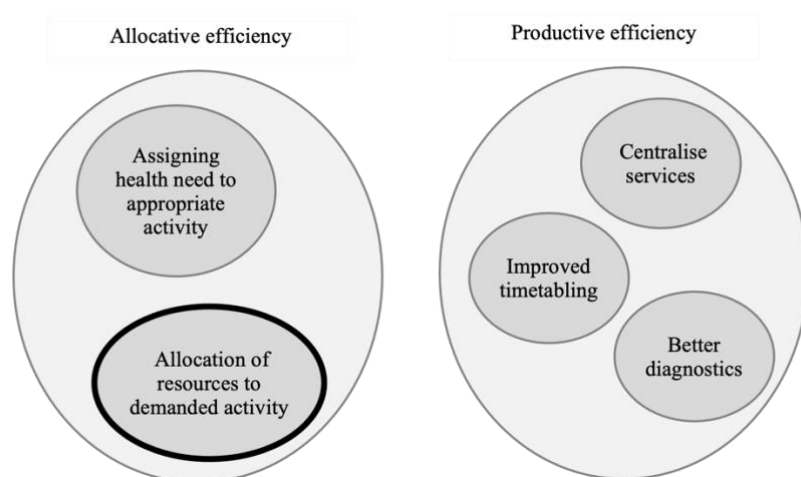 Allocative efficiency
Assigning
health need to
appropriate
activity
Allocation of
resources to
demanded activity
Productive efficiency
Centralise
services
Improved
timetabling
Better
diagnostics